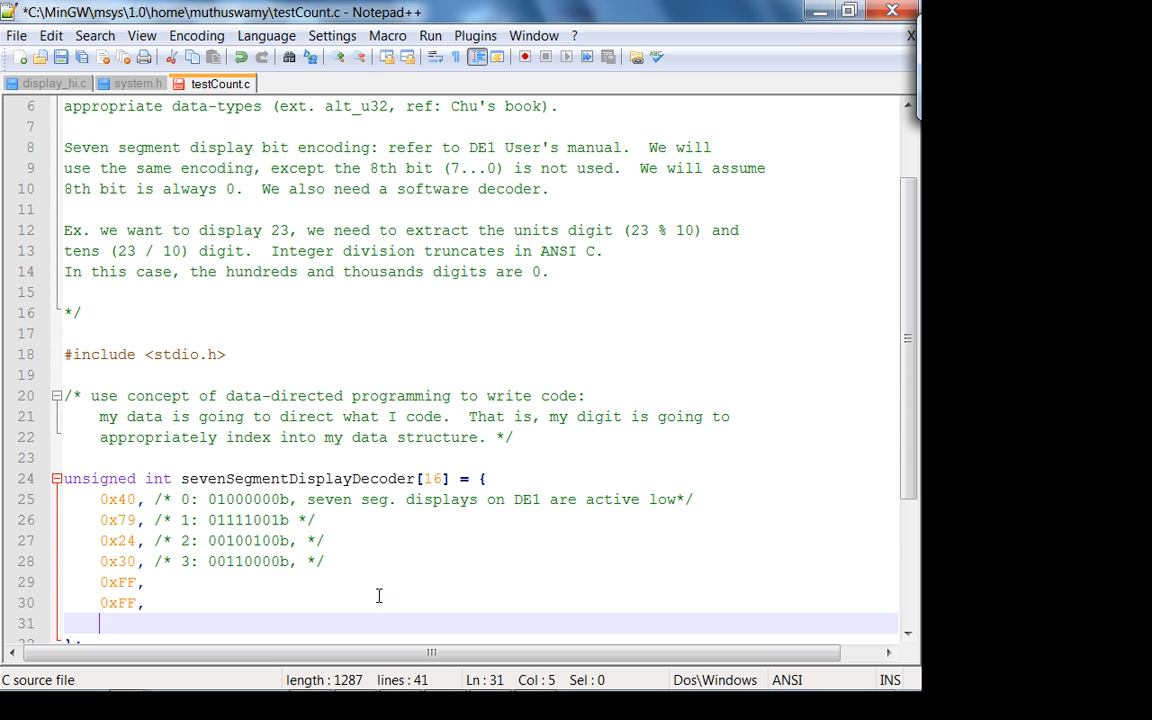 *C:\MinGW\msys\1.0\home\muthuswamy\testCount.c - Notepad++
File Edit Search View Encoding Language Settings Macro Run Plugins Window ? X
display_hi.c system.h testCount.c
6 appropriate data-types (ext. alt_u32, ref: Chu's book).
7
8 Seven segment display bit encoding: refer to DE1 User's manual. We will
9 use the same encoding, except the 8th bit (7...0) is not used. We will assume
10 8th bit is always 0. We also need a software decoder.
11
12 Ex. we want to display 23, we need to extract the units digit (23 % 10) and
13 tens (23 / 10) digit. Integer division truncates in ANSI C.
14 In this case, the hundreds and thousands digits are 0.
15
16 */
17
18 #include <stdio.h>
19
20 /* use concept of data-directed programming to write code:
21 my data is going to direct what I code. That is, my digit is going to
22 appropriately index into my data structure. */
23
24 unsigned int sevenSegmentDisplayDecoder[16] = {
25 0x40, /* 0: 01000000b, seven seg. displays on DE1 are active low*/
26 0x79, /* 1: 01111001b */
27 0x24, /* 2: 00100100b, */
28 0x30, /* 3: 00110000b, */
29 0xFF,
30 0xFF,
31
C source file length : 1287 lines : 41 Ln : 31 Col : 5 Sel : 0 Dos\Windows ANSI INS